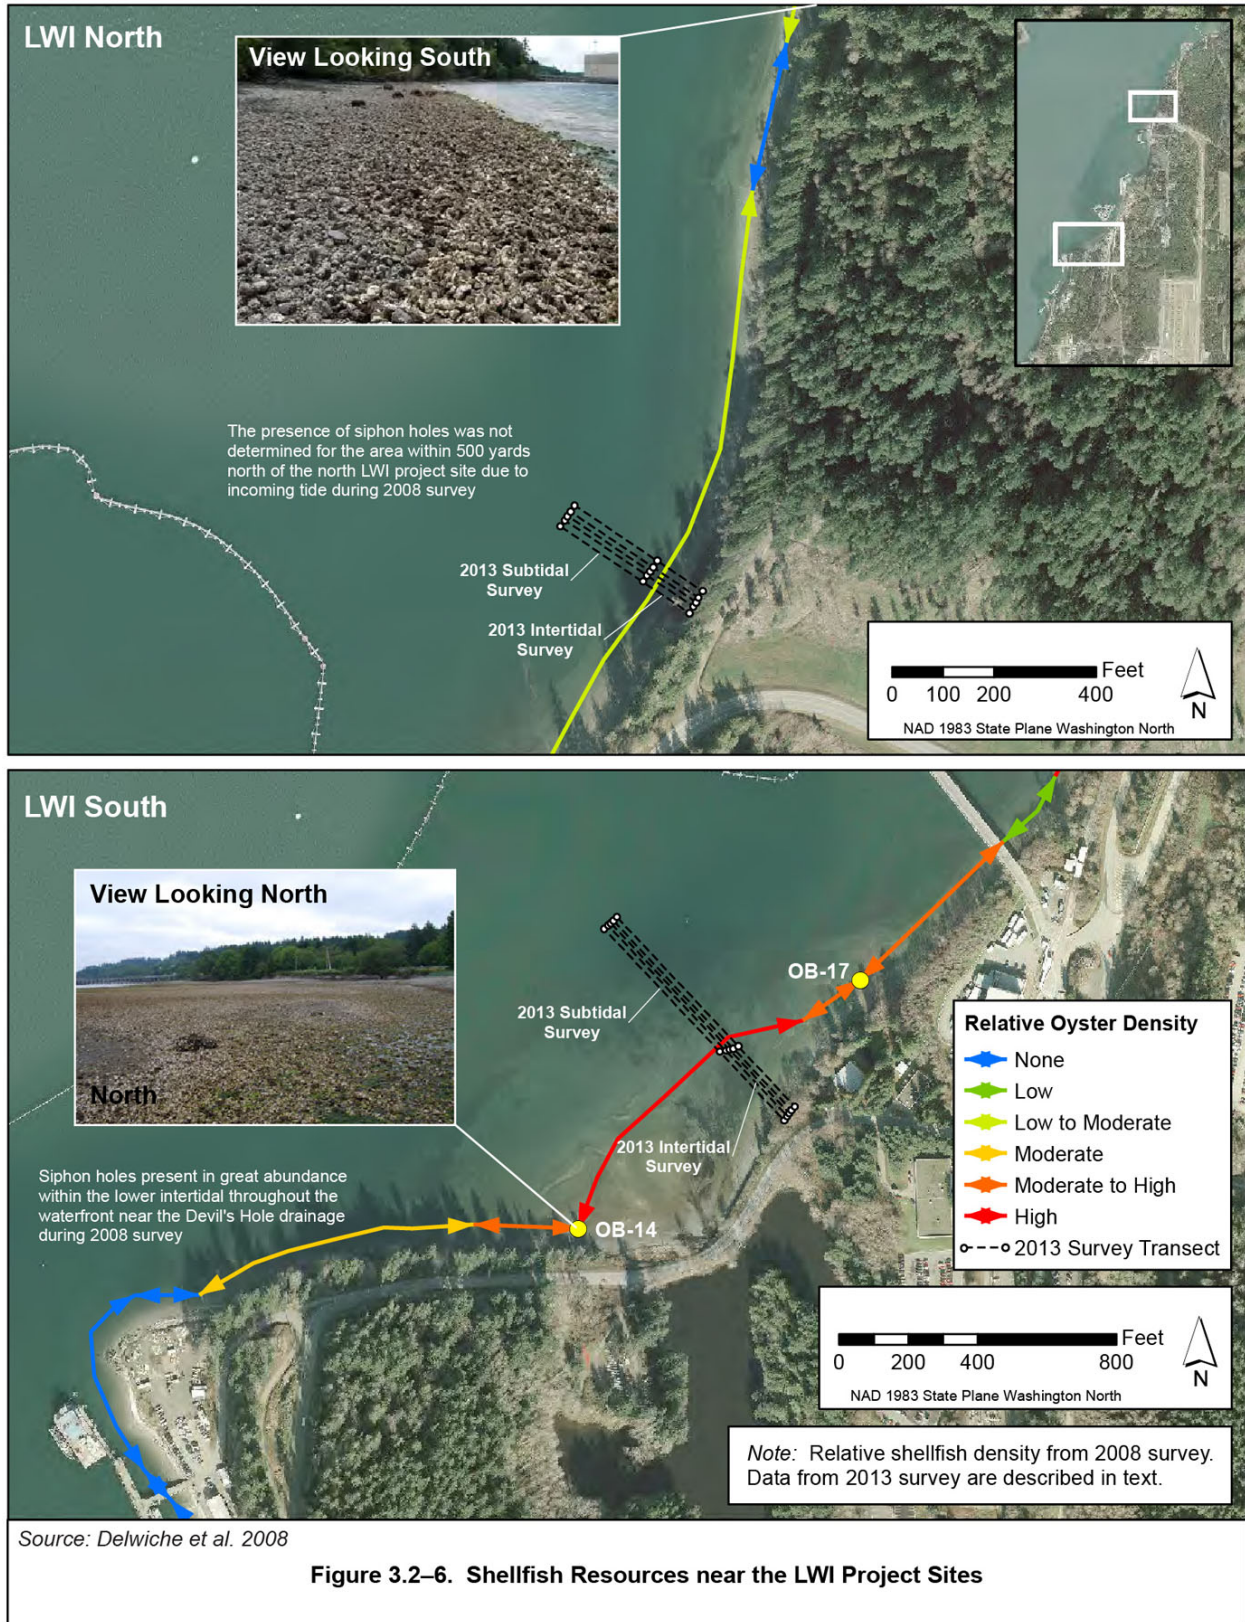 LWI North
View Looking South
The presence of siphon holes was not
determined for the area within 500 yards
north of the north LWI project site due to
incoming tide during 2008 survey
2013 Subtidal
Survey
2013 Intertidal
Survey
Feet
0 100 200 400
N
NAD 1983 State Plane Washington North
LWI South
View Looking North
North
OB-17
2013 Subtidal
Survey
2013 Intertidal
Survey
Siphon holes present in great abundance
within the lower intertidal throughout the
waterfront near the Devil's Hole drainage
during 2008 survey
OB-14
Relative Oyster Density
None
Low
Low to Moderate
Moderate
Moderate to High
High
2013 Survey Transect
Feet
0 200 400 800
N
NAD 1983 State Plane Washington North
Note: Relative shellfish density from 2008 survey.
Data from 2013 survey are described in text.
Source: Delwiche et al. 2008
Figure 3.2–6. Shellfish Resources near the LWI Project Sites